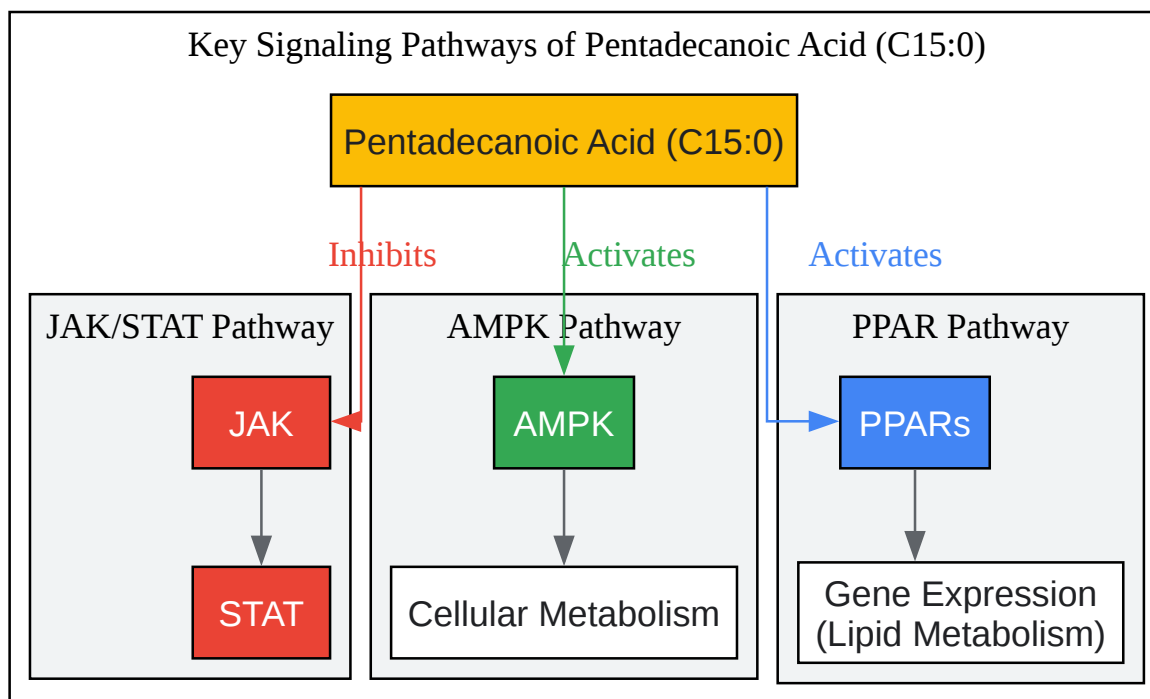 Key Signaling Pathways of Pentadecanoic Acid (C15:0)
Pentadecanoic Acid (C15:0)
Inhibits
Activates
Activates
JAK/STAT Pathway
AMPK Pathway
PPAR Pathway
JAK
AMPK
PPARs
STAT
Cellular Metabolism
Gene Expression
(Lipid Metabolism)